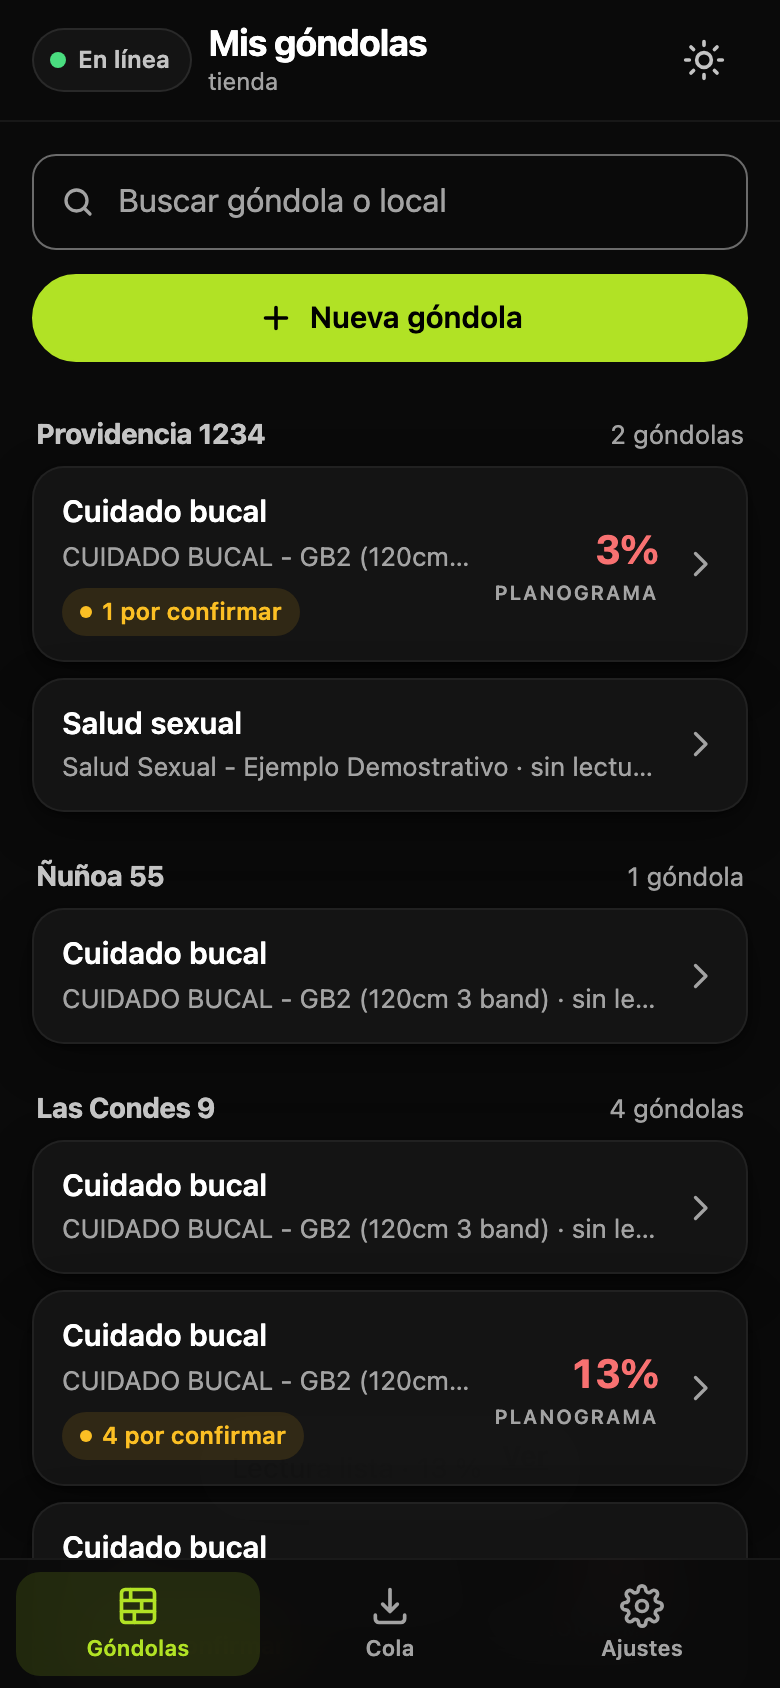 En línea
Mis góndolas
tienda
Buscar góndola o local
+ Nueva góndola
Providencia 1234
2 góndolas
Cuidado bucal
CUIDADO BUCAL - GB2 (120cm...
3%
PLANOGRAMA
1 por confirmar
Salud sexual
Salud Sexual - Ejemplo Demostrativo · sin lectu...
Ñuñoa 55
1 góndola
Cuidado bucal
CUIDADO BUCAL - GB2 (120cm 3 band) · sin le...
Las Condes 9
4 góndolas
Cuidado bucal
CUIDADO BUCAL - GB2 (120cm 3 band) · sin le...
Cuidado bucal
CUIDADO BUCAL - GB2 (120cm...
13%
PLANOGRAMA
4 por confirmar
Cuidado bucal
Góndolas
Cola
Ajustes